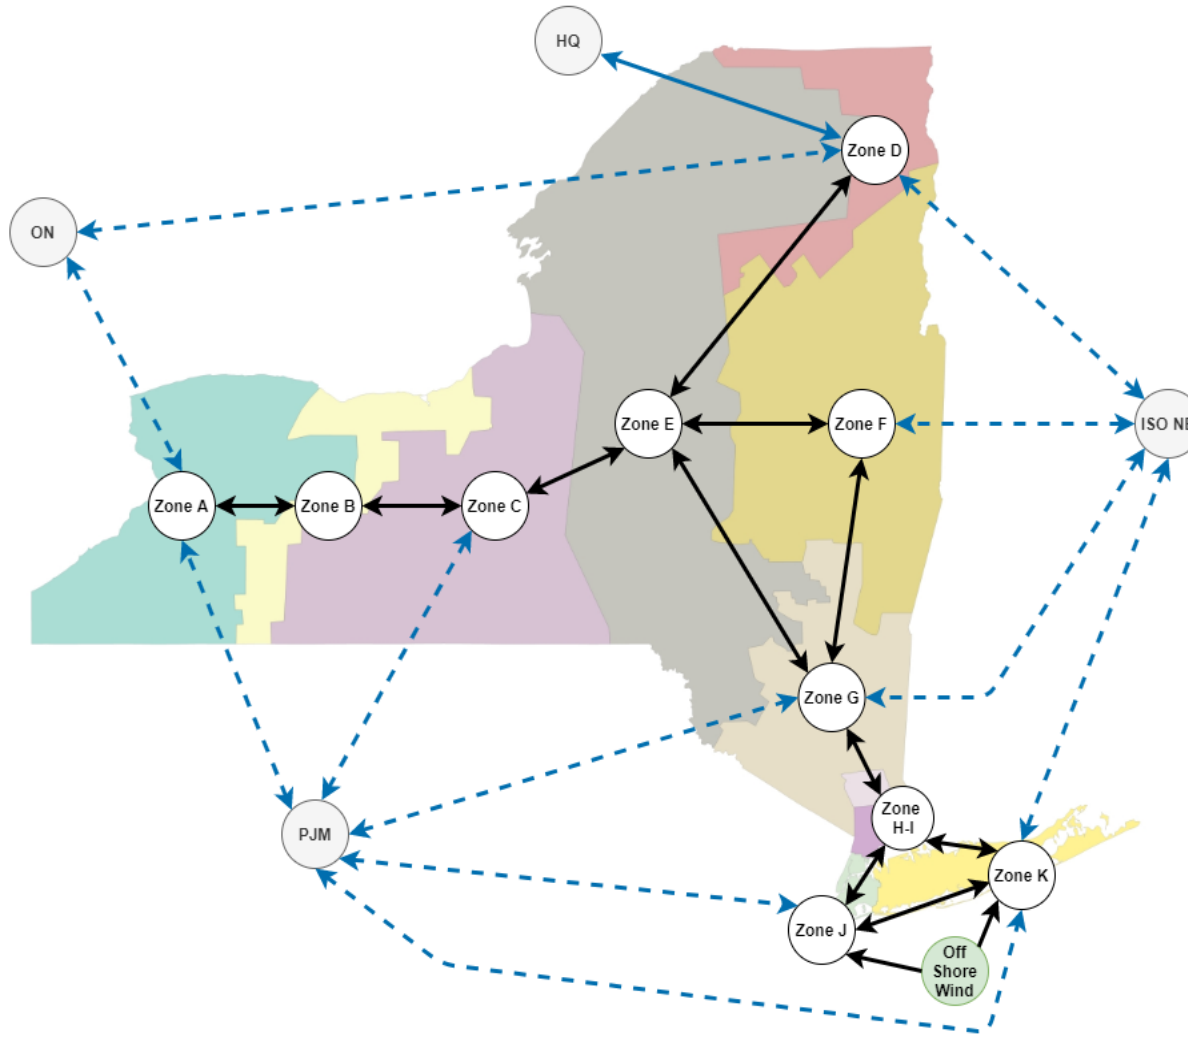 HQ
Zone D
ON
Zone E
Zone F
ISO NE
Zone A
Zone B
Zone C
Zone G
Zone
H-I
PJM
Zone K
Zone J
Off
Shore
Wind